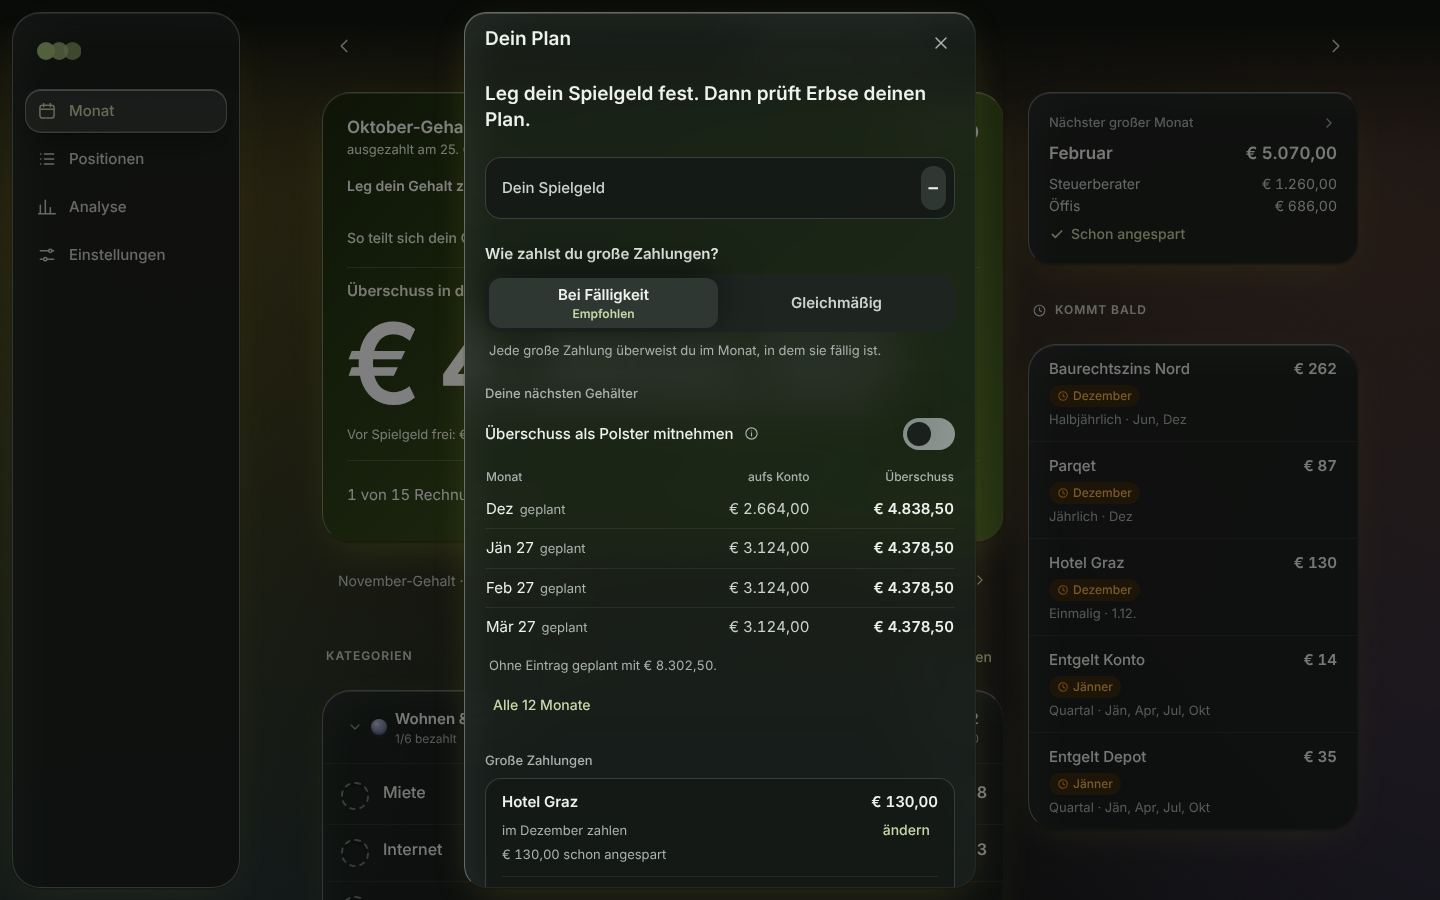 Monat
Positionen
Analyse
Einstellungen
Oktober-Geha
ausgezahlt am 25.
Leg dein Gehalt z
So teilt sich dein
Überschuss in d
€ 4
Vor Spielgeld frei: €
1 von 15 Rechnu
November-Gehalt ·
KATEGORIEN
en
Wohnen &
1/6 bezahlt
Miete
8
Internet
3
Dein Plan
Leg dein Spielgeld fest. Dann prüft Erbse deinen
Plan.
Dein Spielgeld
–
Wie zahlst du große Zahlungen?
Bei Fälligkeit
Empfohlen
Gleichmäßig
Jede große Zahlung überweist du im Monat, in dem sie fällig ist.
Deine nächsten Gehälter
Überschuss als Polster mitnehmen
Monat aufs Konto Überschuss
Dez geplant € 2.664,00 € 4.838,50
Jän 27 geplant € 3.124,00 € 4.378,50
Feb 27 geplant € 3.124,00 € 4.378,50
Mär 27 geplant € 3.124,00 € 4.378,50
Ohne Eintrag geplant mit € 8.302,50.
Alle 12 Monate
Große Zahlungen
Hotel Graz € 130,00
im Dezember zahlen ändern
€ 130,00 schon angespart
Nächster großer Monat
Februar € 5.070,00
Steuerberater € 1.260,00
Öffis € 686,00
Schon angespart
KOMMT BALD
Baurechtszins Nord € 262
Dezember
Halbjährlich · Jun, Dez
Parqet € 87
Dezember
Jährlich · Dez
Hotel Graz € 130
Dezember
Einmalig · 1.12.
Entgelt Konto € 14
Jänner
Quartal · Jän, Apr, Jul, Okt
Entgelt Depot € 35
Jänner
Quartal · Jän, Apr, Jul, Okt